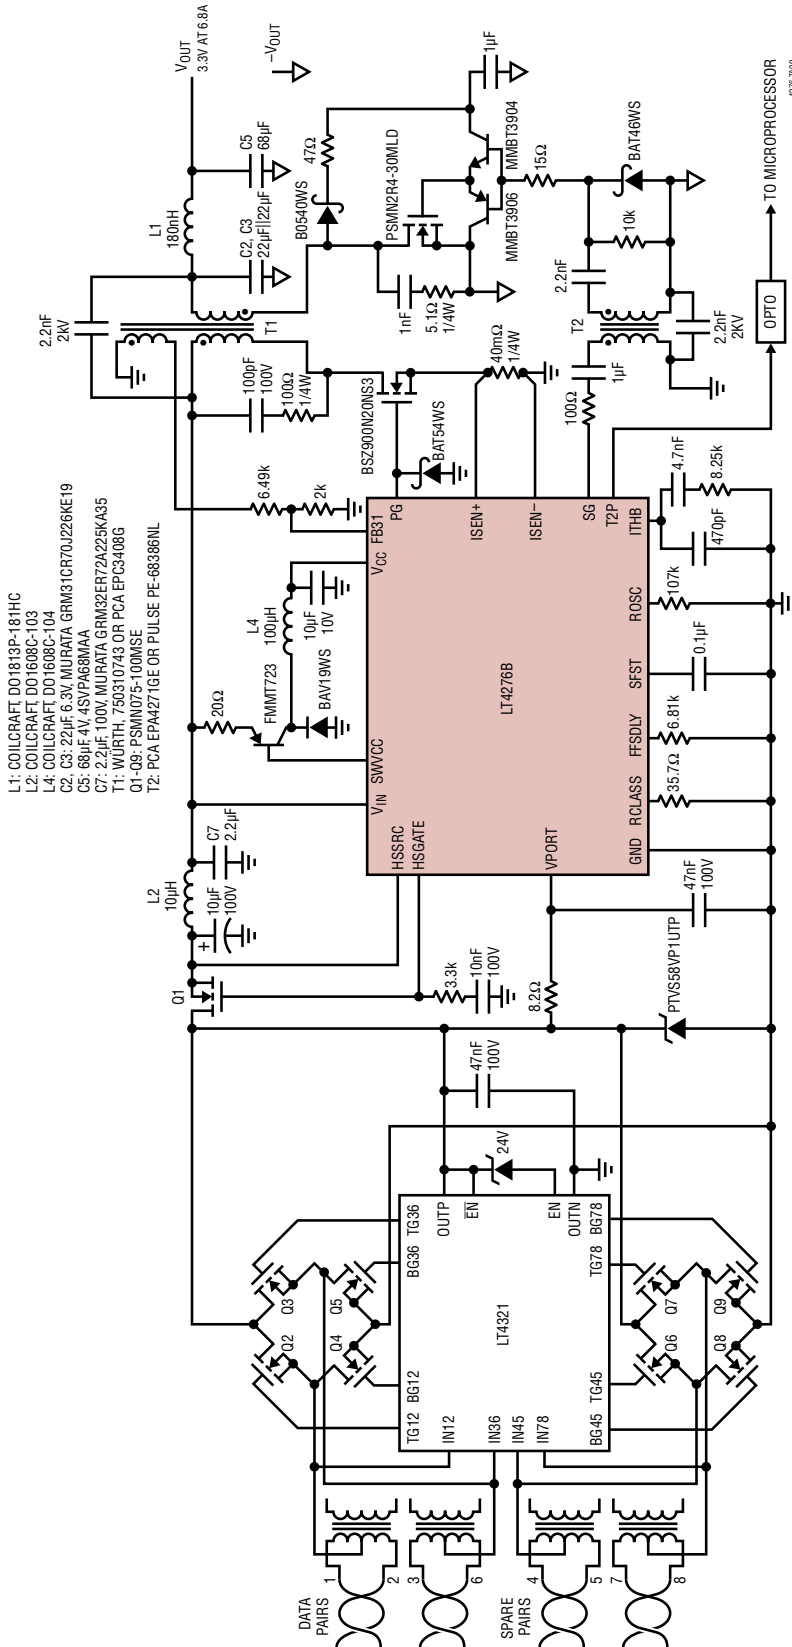 L1: COILCRAFT, DO1813P-181HC
L2: COILCRAFT, DO1608C-103
L4: COILCRAFT, DO1608C-104
C2, C3: 22µF, 6.3V, MURATA GRM31CR70J226KE19
C5: 68µF, 4V, 4SVPA68MAA
C7: 2.2µF, 100V, MURATA GRM32ER72A225KA35
T1: WÜRTH, 750310743 OR PCA EPC3408G
Q1-Q9: PSMN075-100MSE
T2: PCA EPA4271GE OR PULSE PE-68386NL
DATA
PAIRS
1
2
3
6
SPARE
PAIRS
4
5
7
8
Q2
Q3
Q4
Q5
TG12
BG12
BG36
TG36
IN12
IN36
IN45
IN78
LT4321
OUTP
EN
EN
OUTN
BG45
TG45
TG78
BG78
Q6
Q7
Q8
Q9
24V
47nF
100V
Q1
3.3k
10nF
100V
8.2Ω
PTVS58VP1UTP
47nF
100V
+
10µF
100V
L2
10µH
C7
2.2µF
20Ω
FMMT723
BAV19WS
L4
100µH
10µF
10V
6.49k
2k
HSSRC
HSGATE
VIN
SWVCC
VCC
FB31
VPORT
LT4276B
PG
ISEN+
ISEN−
SG
T2P
GND
RCLASS
FFSDLY
SFST
ROSC
ITHB
35.7Ω
6.81k
0.1µF
107k
470pF
4.7nF
8.25k
BSZ900N20NS3
BAT54WS
40mΩ
1/4W
100pF
100V
100Ω
1/4W
2.2nF
2kV
T1
L1
180nH
C2, C3
22µF||22µF
C5
68µF
VOUT
3.3V AT 6.8A
−VOUT
B0540WS
47Ω
1µF
PSMN2R4-30MLD
1nF
5.1Ω
1/4W
MMBT3906
MMBT3904
15Ω
100Ω
1µF
T2
2.2nF
10k
BAT46WS
2.2nF
2KV
OPTO
TO MICROPROCESSOR